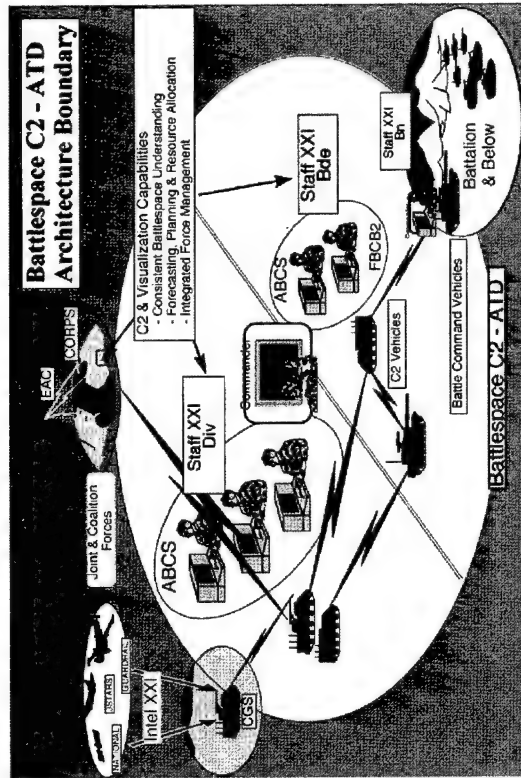 Battlespace C2 - ATD
Architecture Boundary
EAC
CORPS
Joint & Coalition
Forces
NATIONAL
JSTARS
GUARDRAIL
Intel XXI
CGS
C2 & Visualization Capabilities
- Consistent Battlespace Understanding
- Forecasting, Planning & Resource Allocation
- Integrated Force Management
Staff XXI
Div
ABCS
Commander
Staff XXI
Bde
ABCS
FBCB2
Staff XXI
Bn
Battalion
& Below
C2 Vehicles
Battle Command Vehicles
Battlespace C2 - ATD